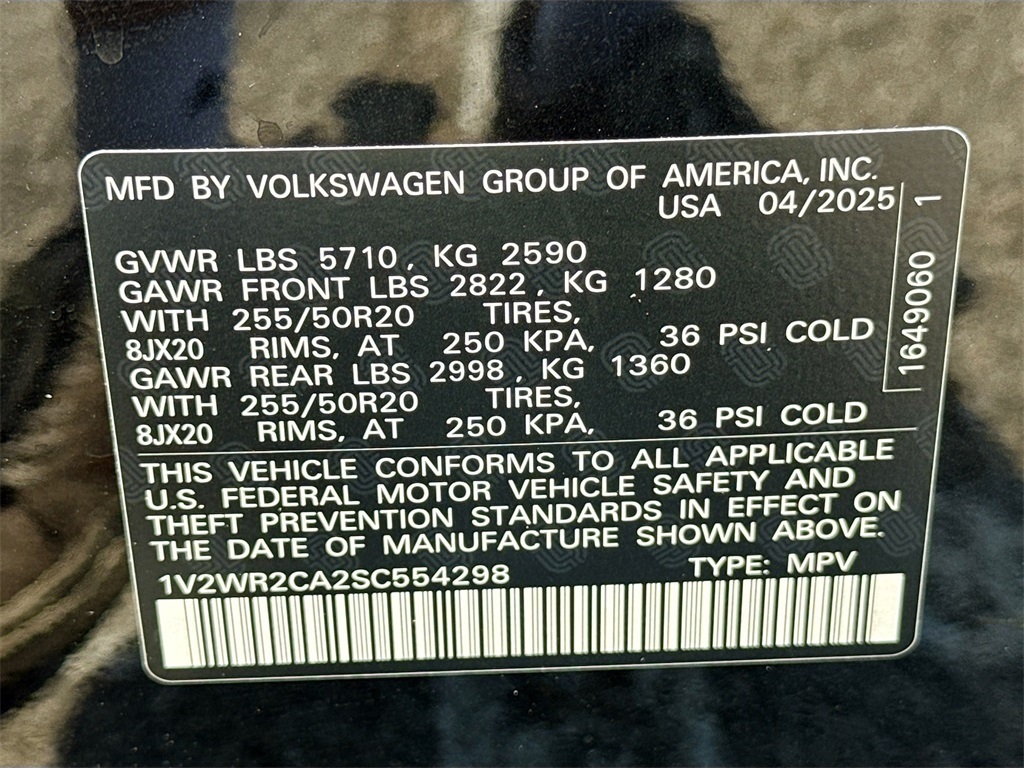 MFD BY VOLKSWAGEN GROUP OF AMERICA, INC.
USA 04/2025
GVWR LBS 5710, KG 2590
GAWR FRONT LBS 2822, KG 1280
WITH 255/50R20 TIRES,
8JX20 RIMS, AT 250 KPA, 36 PSI COLD
GAWR REAR LBS 2998, KG 1360
WITH 255/50R20 TIRES,
8JX20 RIMS, AT 250 KPA, 36 PSI COLD
THIS VEHICLE CONFORMS TO ALL APPLICABLE
U.S. FEDERAL MOTOR VEHICLE SAFETY AND
THEFT PREVENTION STANDARDS IN EFFECT ON
THE DATE OF MANUFACTURE SHOWN ABOVE.
1V2WR2CA2SC554298 TYPE: MPV
1649060 1